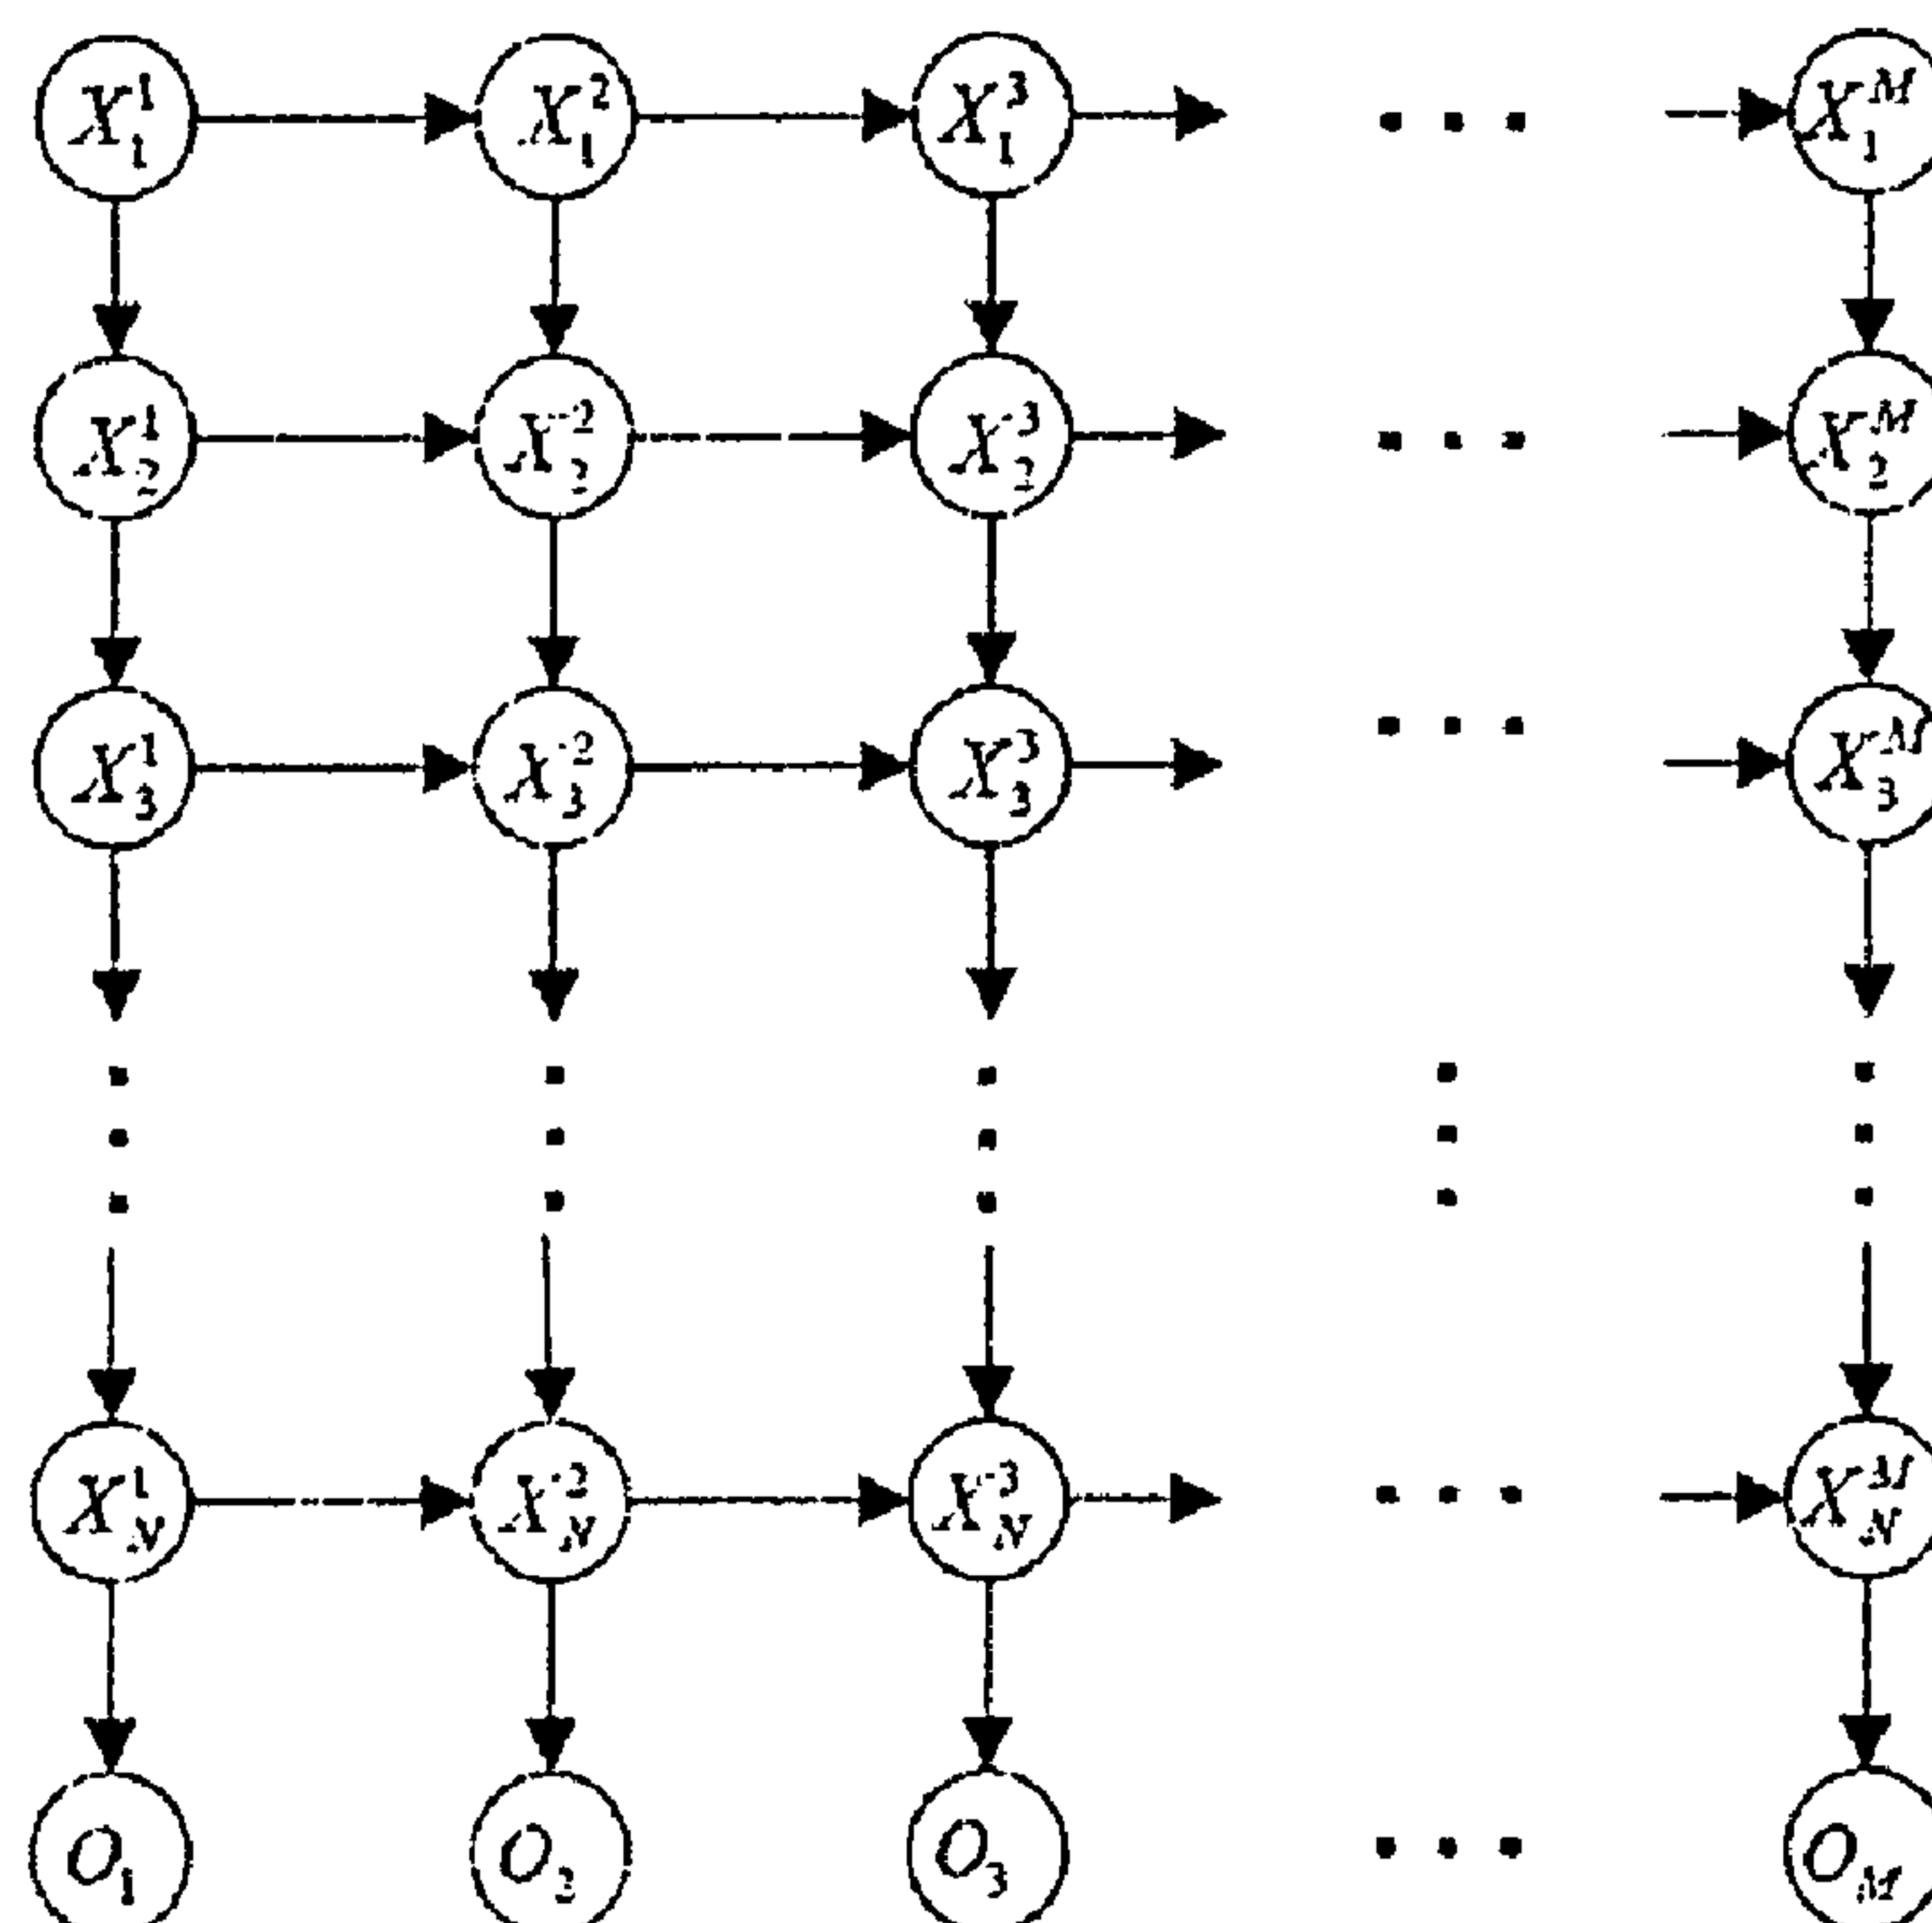 X_1^1 X_1^2 X_1^3 . . . X_1^M
X_2^1 X_2^2 X_2^3 . . . X_2^M
X_3^1 X_3^2 X_3^3 . . . X_3^M
X_N^1 X_N^2 X_N^3 . . . X_N^M
O_1 O_2 O_3 . . . O_M